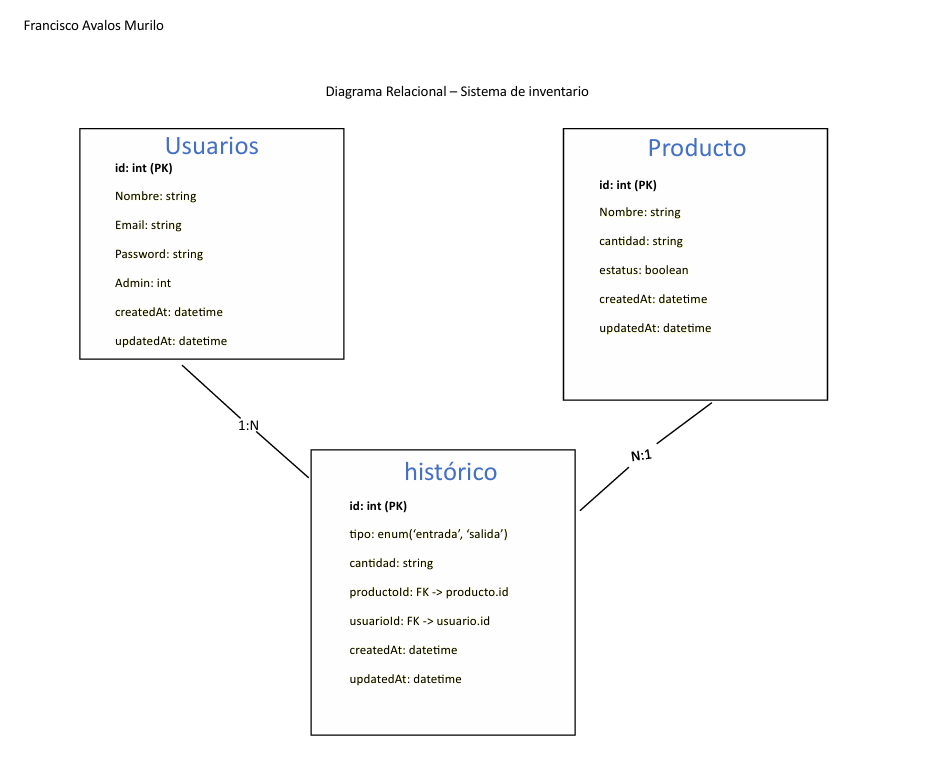 Francisco Avalos Murilo
Diagrama Relacional – Sistema de inventario
Usuarios
id: int (PK)
Nombre: string
Email: string
Password: string
Admin: int
createdAt: datetime
updatedAt: datetime
Producto
id: int (PK)
Nombre: string
cantidad: string
estatus: boolean
createdAt: datetime
updatedAt: datetime
1:N
N:1
histórico
id: int (PK)
tipo: enum(‘entrada’, ‘salida’)
cantidad: string
productoId: FK -> producto.id
usuarioId: FK -> usuario.id
createdAt: datetime
updatedAt: datetime